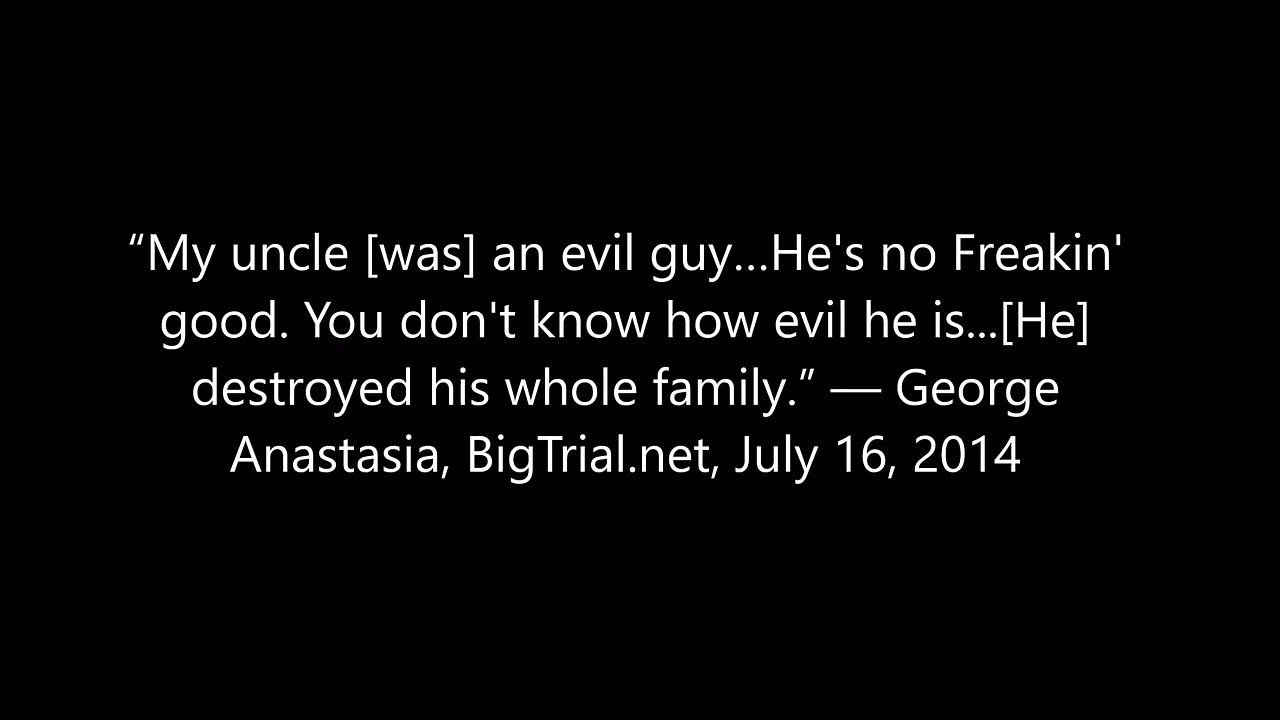 “My uncle [was] an evil guy...He's no Freakin'
good. You don't know how evil he is...[He]
destroyed his whole family.” — George
Anastasia, BigTrial.net, July 16, 2014